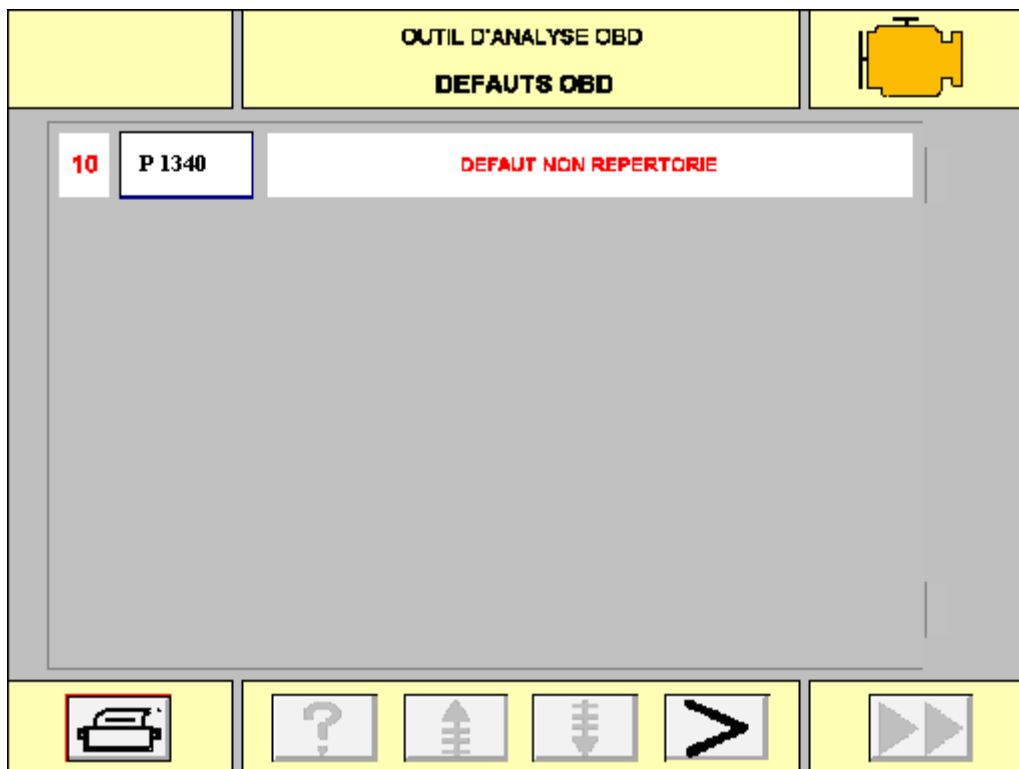 OUTIL D'ANALYSE OBD
DEFAUTS OBD
10 P 1340 DEFAUT NON REPERTORIE
?
>